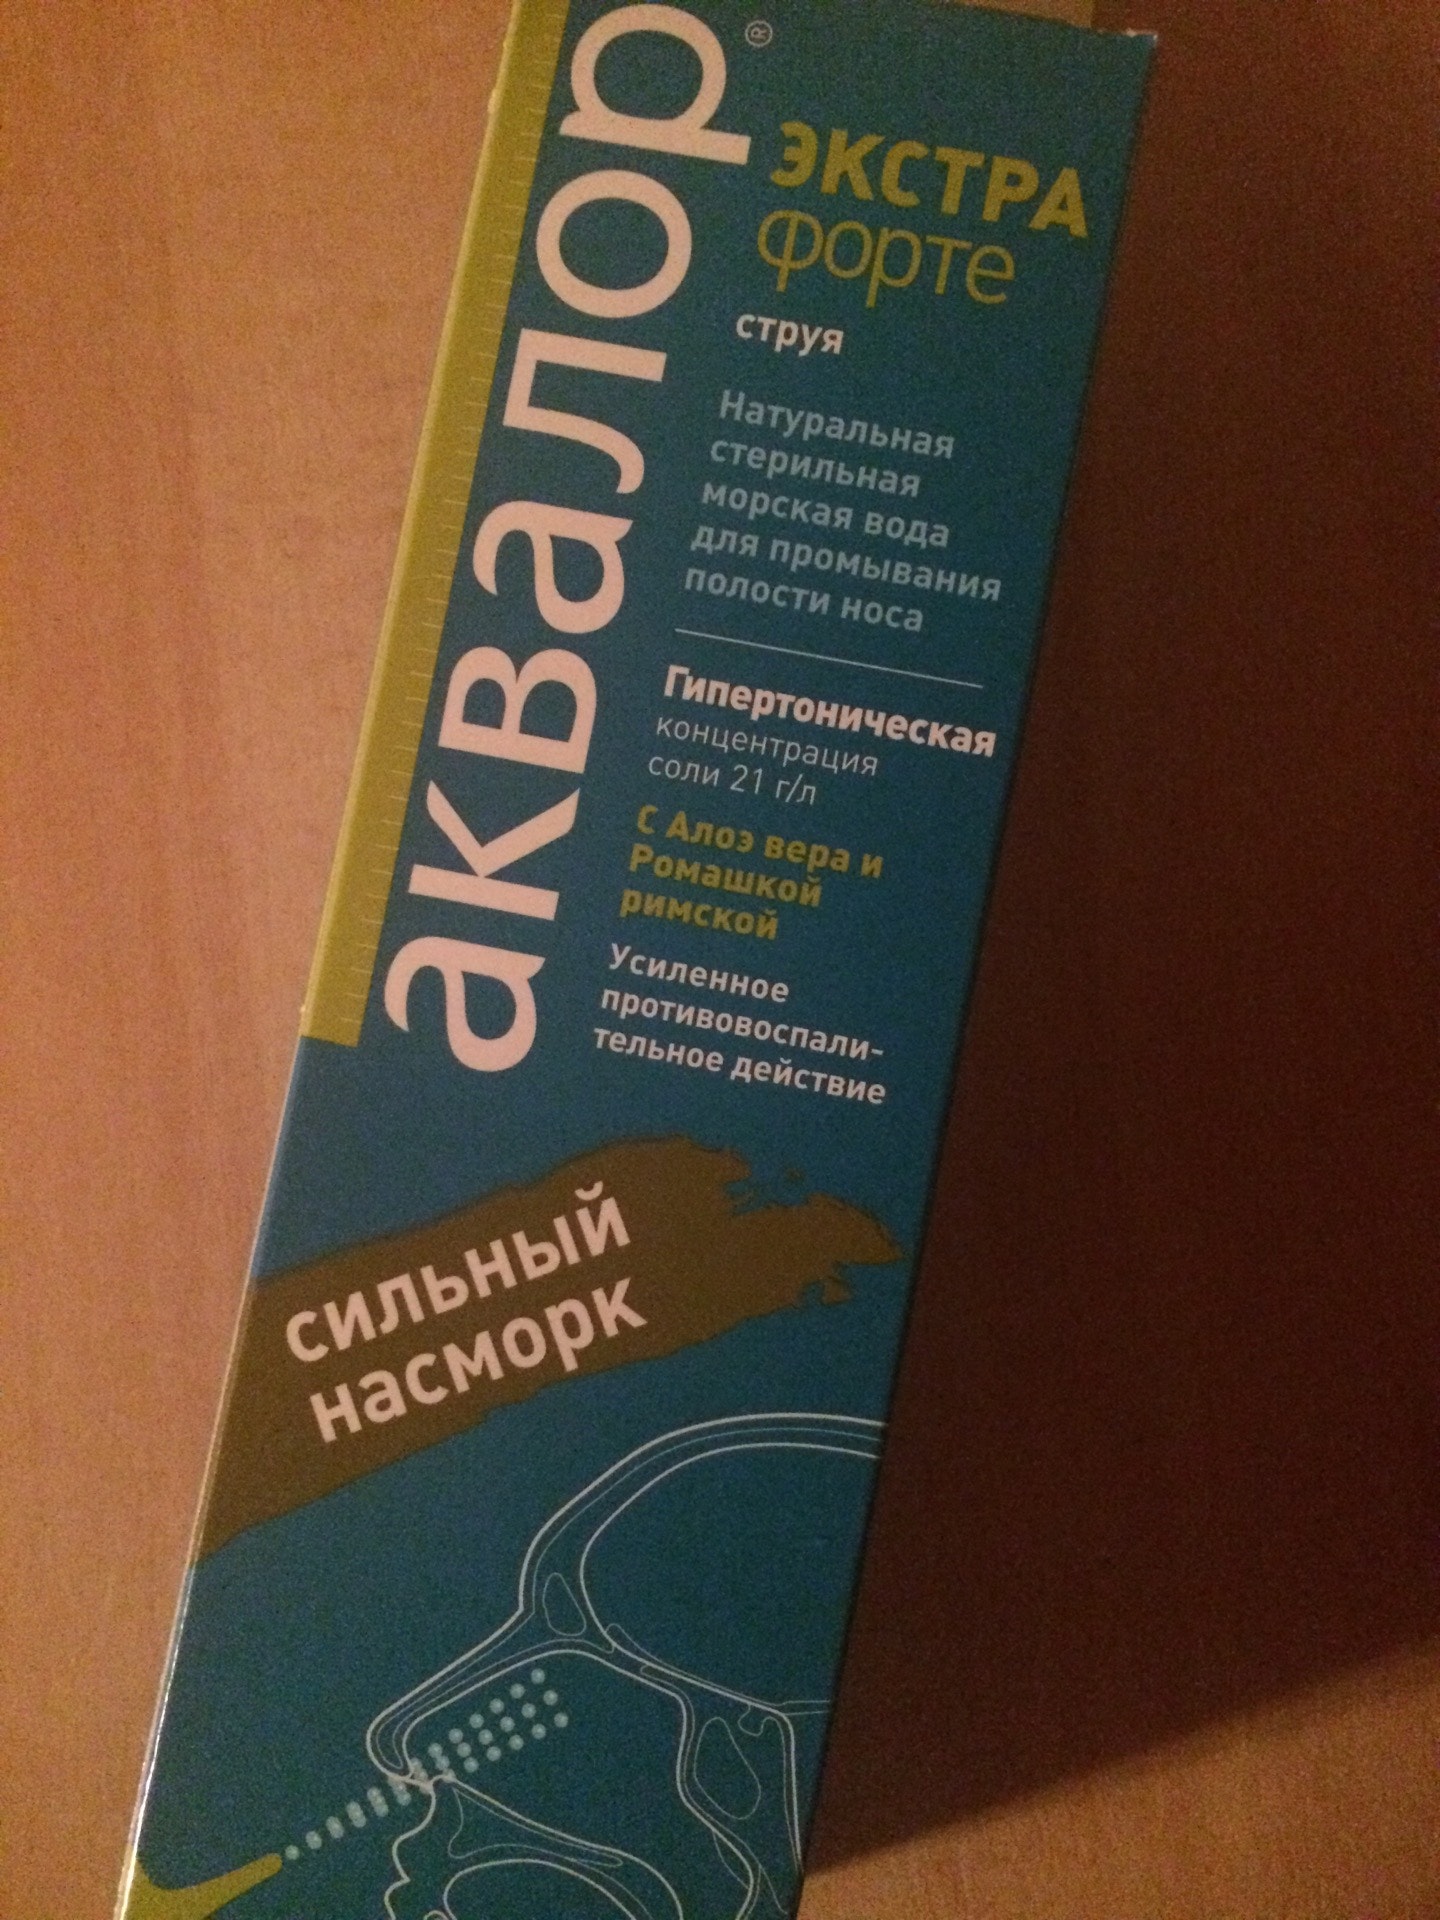 аквалор®
ЭКСТРА
форте
струя
Натуральная
стерильная
морская вода
для промывания
полости носа
Гипертоническая
концентрация
соли 21 г/л
С Алоэ вера и
Ромашкой
римской
Усиленное
противовоспали-
тельное действие
сильный
насморк